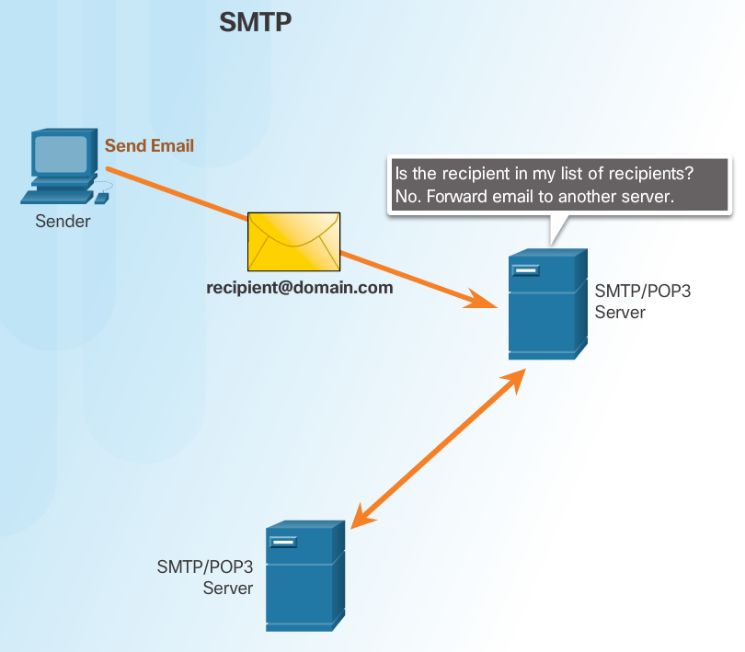 SMTP
Send Email
Is the recipient in my list of recipients?
No. Forward email to another server.
Sender
recipient@domain.com
SMTP/POP3
Server
SMTP/POP3
Server